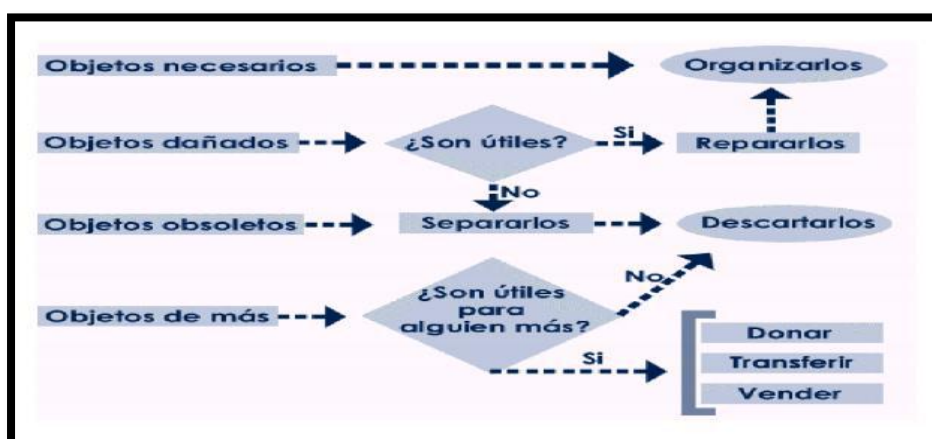 Objetos necesarios
Organizarlos
Objetos dañados
¿Son útiles?
Si
Repararlos
No
Objetos obsoletos
Separarlos
Descartarlos
Objetos de más
¿Son útiles
para
alguien más?
No
Si
Donar
Transferir
Vender